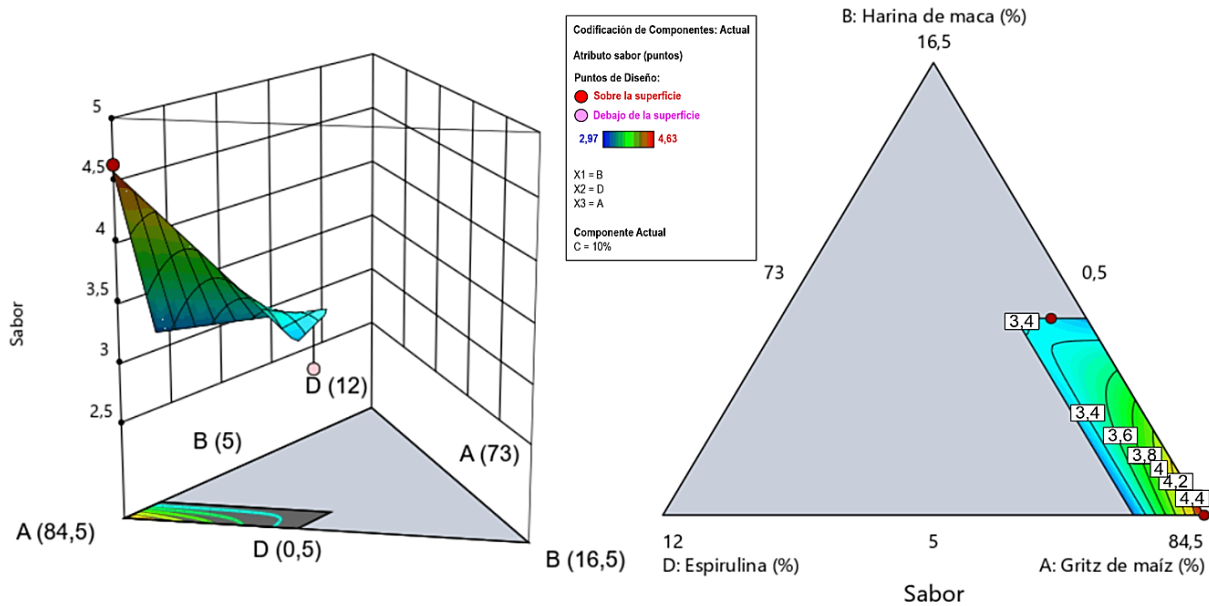 5
4,5
4
3,5
3
2,5
Sabor
D (12)
B (5)
A (73)
A (84,5)
D (0,5)
B (16,5)
Codificación de Componentes: Actual
Atributo sabor (puntos)
Puntos de Diseño:
Sobre la superficie
Debajo de la superficie
2,97 4,63
X1 = B
X2 = D
X3 = A
Componente Actual
C = 10%
B: Harina de maca (%)
16,5
73 0,5
3,4
3,4
3,6
3,8
4
4,2
4,4
12 5 84,5
D: Espirulina (%) A: Gritz de maíz (%)
Sabor